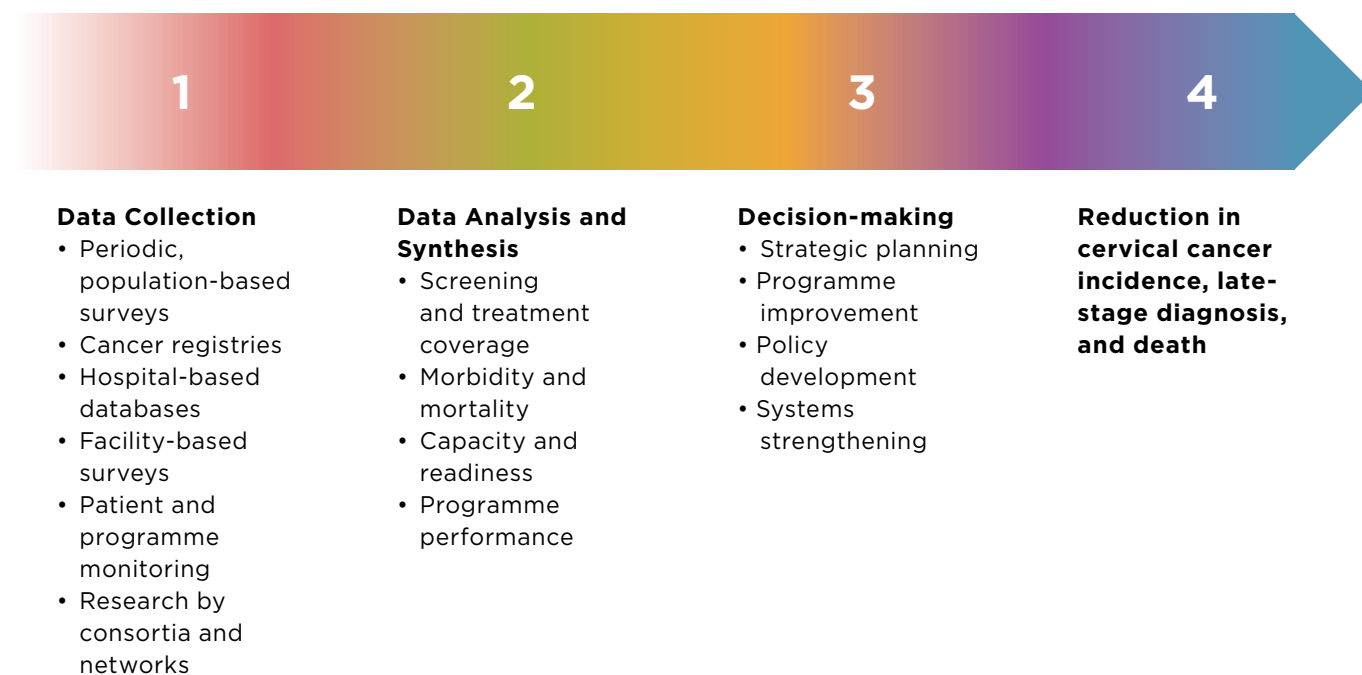 1
2
3
4
Data Collection
• Periodic,
population-based
surveys
• Cancer registries
• Hospital-based
databases
• Facility-based
surveys
• Patient and
programme
monitoring
• Research by
consortia and
networks
Data Analysis and
Synthesis
• Screening
and treatment
coverage
• Morbidity and
mortality
• Capacity and
readiness
• Programme
performance
Decision-making
• Strategic planning
• Programme
improvement
• Policy
development
• Systems
strengthening
Reduction in
cervical cancer
incidence, late-
stage diagnosis,
and death